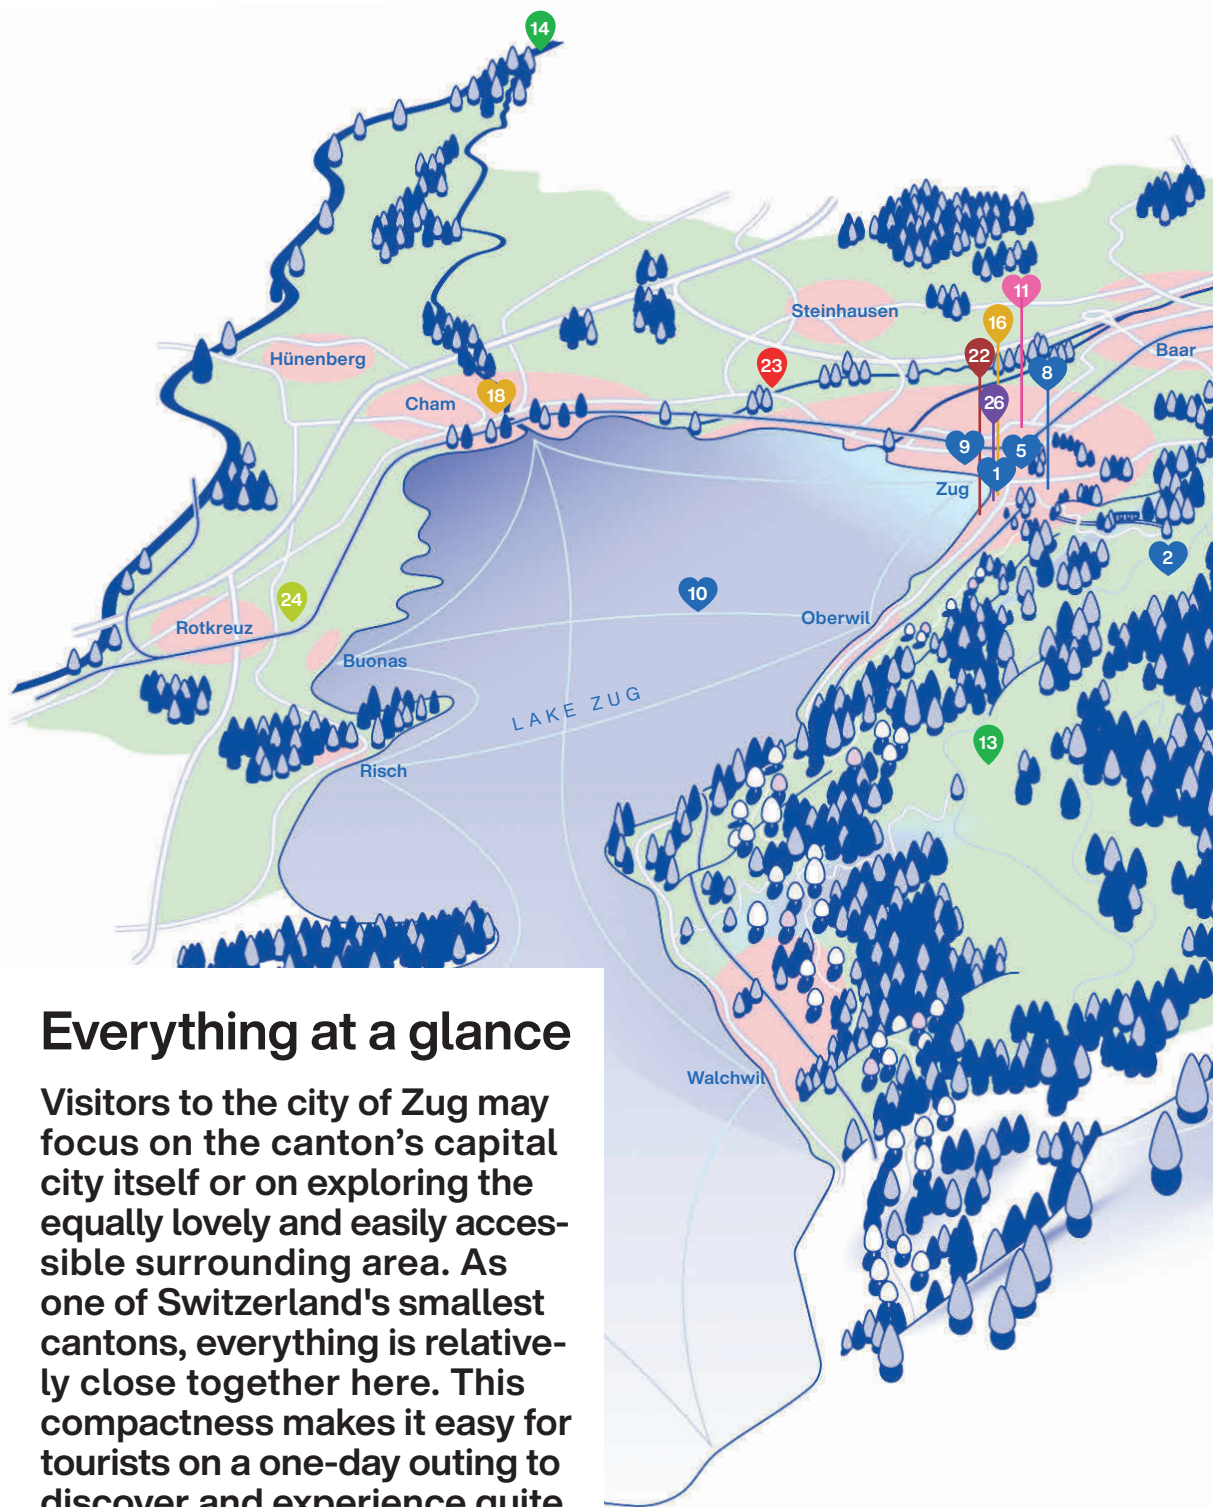 14
11
Steinhausen
16
Baar
Hünenberg
22
23
8
18
26
Cham
9
5
1
Zug
2
10
24
Oberwil
Rotkreuz
Buonas
LAKE ZUG
13
Risch
Walchwil
Everything at a glance
Visitors to the city of Zug may
focus on the canton’s capital
city itself or on exploring the
equally lovely and easily acces-
sible surrounding area. As
one of Switzerland's smallest
cantons, everything is relative-
ly close together here. This
compactness makes it easy for
tourists on a one-day outing to
discover and experience quite